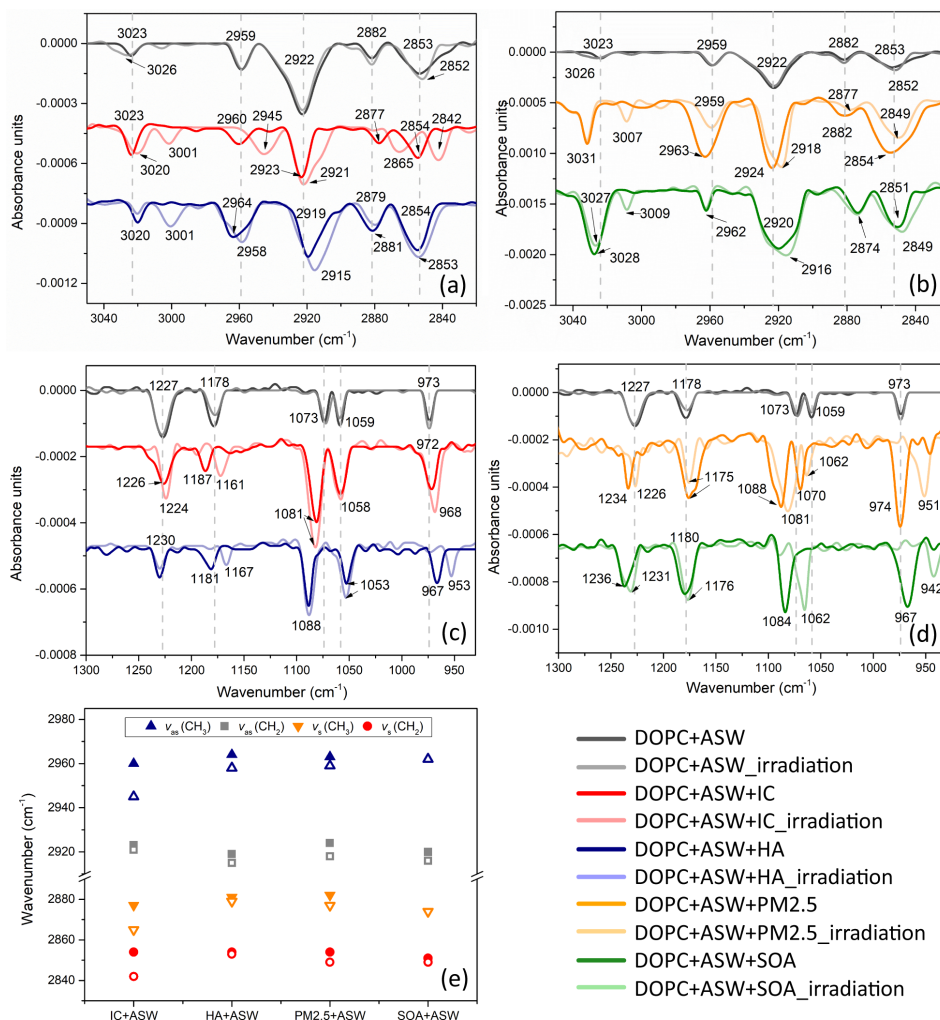 3023 2959 2922 2882 2853
0.0000
3026 2852
-0.0003
3023 2960 2945 2877 2854 2842
-0.0006
3020 3001 2923 2921 2865
-0.0009
2964 2919 2879 2854
3020 3001 2958 2915 2881 2853
-0.0012
(a)
3040 3000 2960 2920 2880 2840
Wavenumber (cm⁻¹)
Absorbance units
3023 2959 2922 2882 2853
0.0000
3026 2852
-0.0005
2959 2877 2849
3007
-0.0010
3031 2963 2924 2918 2882 2854
-0.0015
3027 3009 2920 2851
2962 2874
-0.0020
3028 2916 2849
-0.0025
(b)
3040 3000 2960 2920 2880 2840
Wavenumber (cm⁻¹)
Absorbance units
1227 1178 973
0.0000
1073 1059
-0.0002
972
1226 1187 1161 1058
1224 1081 968
-0.0004
1230
1181 1167 1053 967 953
-0.0006
1088
-0.0008
(c)
1300 1250 1200 1150 1100 1050 1000 950
Wavenumber (cm⁻¹)
Absorbance units
1227 1178 973
0.0000
1073 1059
-0.0002
1062
1234 1226 1175 1088 1070
-0.0004
1081 974 951
-0.0006
1180
1236 1231 1176 942
-0.0008
1084 1062 967
-0.0010
(d)
1300 1250 1200 1150 1100 1050 1000 950
Wavenumber (cm⁻¹)
Absorbance units
νas(CH3) νas(CH2) νs(CH3) νs(CH2)
2980
2960
2940
2920
2880
2860
2840
Wavenumber (cm⁻¹)
(e)
IC+ASW HA+ASW PM2.5+ASW SOA+ASW
DOPC+ASW
DOPC+ASW_irradiation
DOPC+ASW+IC
DOPC+ASW+IC_irradiation
DOPC+ASW+HA
DOPC+ASW+HA_irradiation
DOPC+ASW+PM2.5
DOPC+ASW+PM2.5_irradiation
DOPC+ASW+SOA
DOPC+ASW+SOA_irradiation